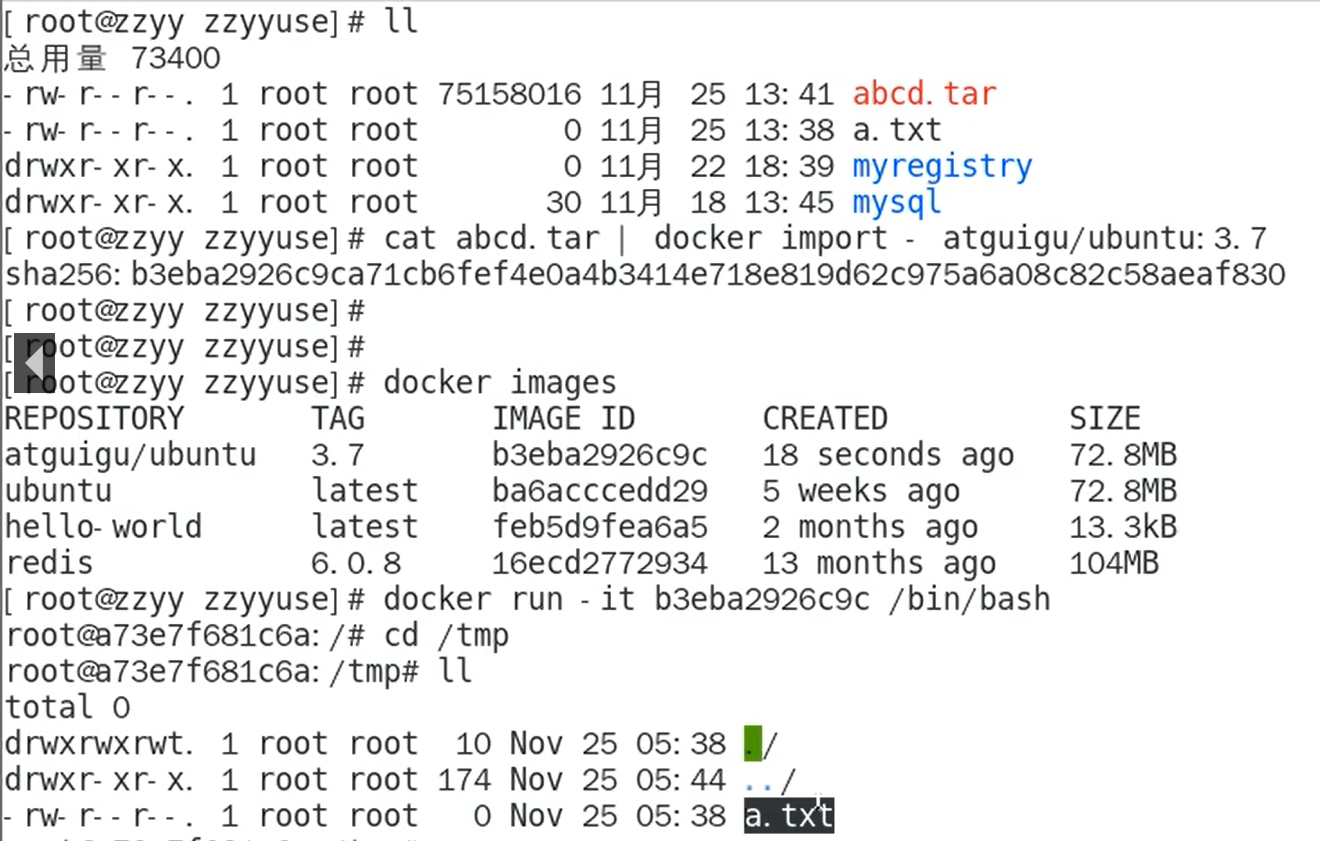 [root@zzyy zzyyuse]# ll
总用量 73400
-rw-r--r--. 1 root root 75158016 11月 25 13:41 abcd.tar
-rw-r--r--. 1 root root 0 11月 25 13:38 a.txt
drwxr-xr-x. 1 root root 0 11月 22 18:39 myregistry
drwxr-xr-x. 1 root root 30 11月 18 13:45 mysql
[root@zzyy zzyyuse]# cat abcd.tar | docker import - atguigu/ubuntu:3.7
sha256:b3eba2926c9ca71cb6fef4e0a4b3414e718e819d62c975a6a08c82c58aeaf830
[root@zzyy zzyyuse]#
[root@zzyy zzyyuse]#
[root@zzyy zzyyuse]# docker images
REPOSITORY TAG IMAGE ID CREATED SIZE
atguigu/ubuntu 3.7 b3eba2926c9c 18 seconds ago 72.8MB
ubuntu latest ba6acccedd29 5 weeks ago 72.8MB
hello-world latest feb5d9fea6a5 2 months ago 13.3kB
redis 6.0.8 16ecd2772934 13 months ago 104MB
[root@zzyy zzyyuse]# docker run -it b3eba2926c9c /bin/bash
root@a73e7f681c6a:/# cd /tmp
root@a73e7f681c6a:/tmp# ll
total 0
drwxrwxrwt. 1 root root 10 Nov 25 05:38 ./
drwxr-xr-x. 1 root root 174 Nov 25 05:44 ../
-rw-r--r--. 1 root root 0 Nov 25 05:38 a.txt